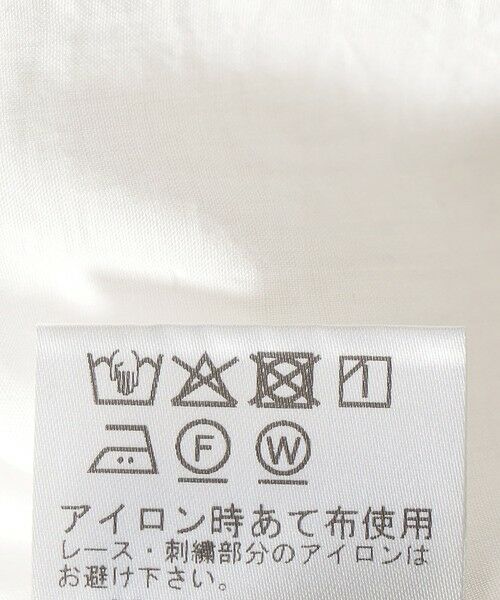 F W
アイロン時あて布使用
レース・刺繍部分のアイロンは
お避け下さい。